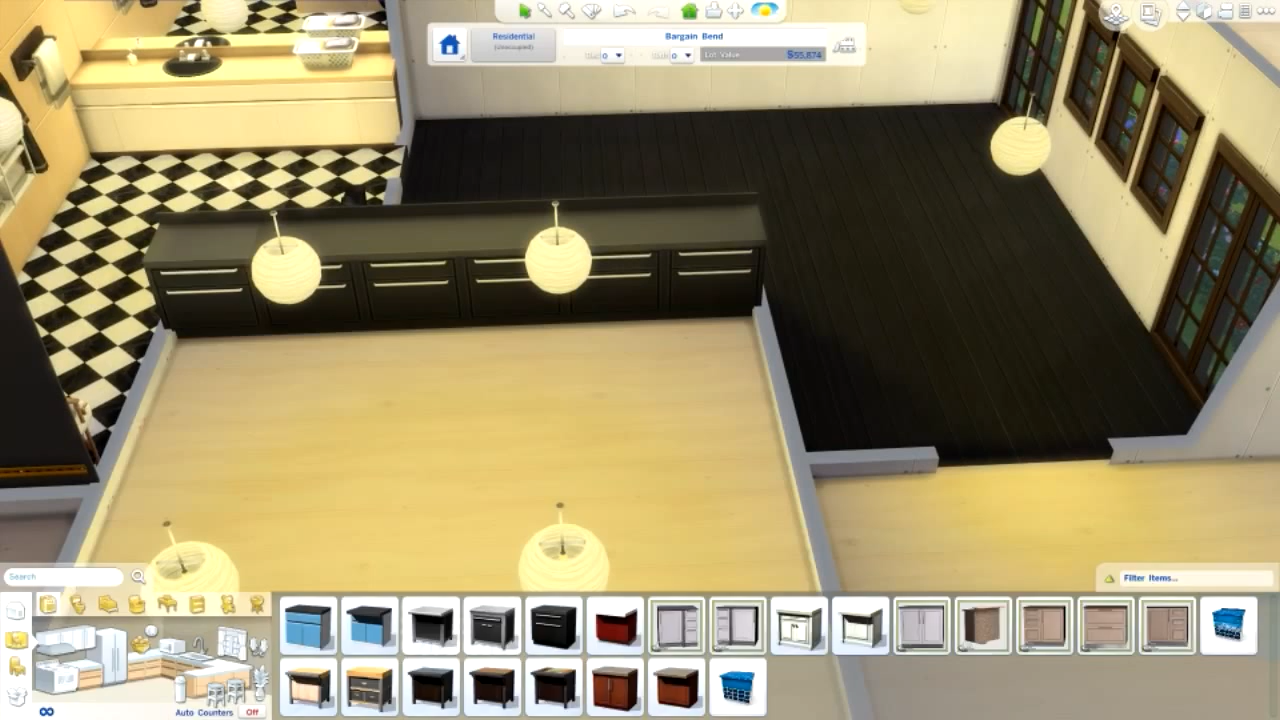 Residential
(Unoccupied)
Bargain Bend
0
0
Lot Value
§55,874
Search
Filter Items...
Auto Counters
Off